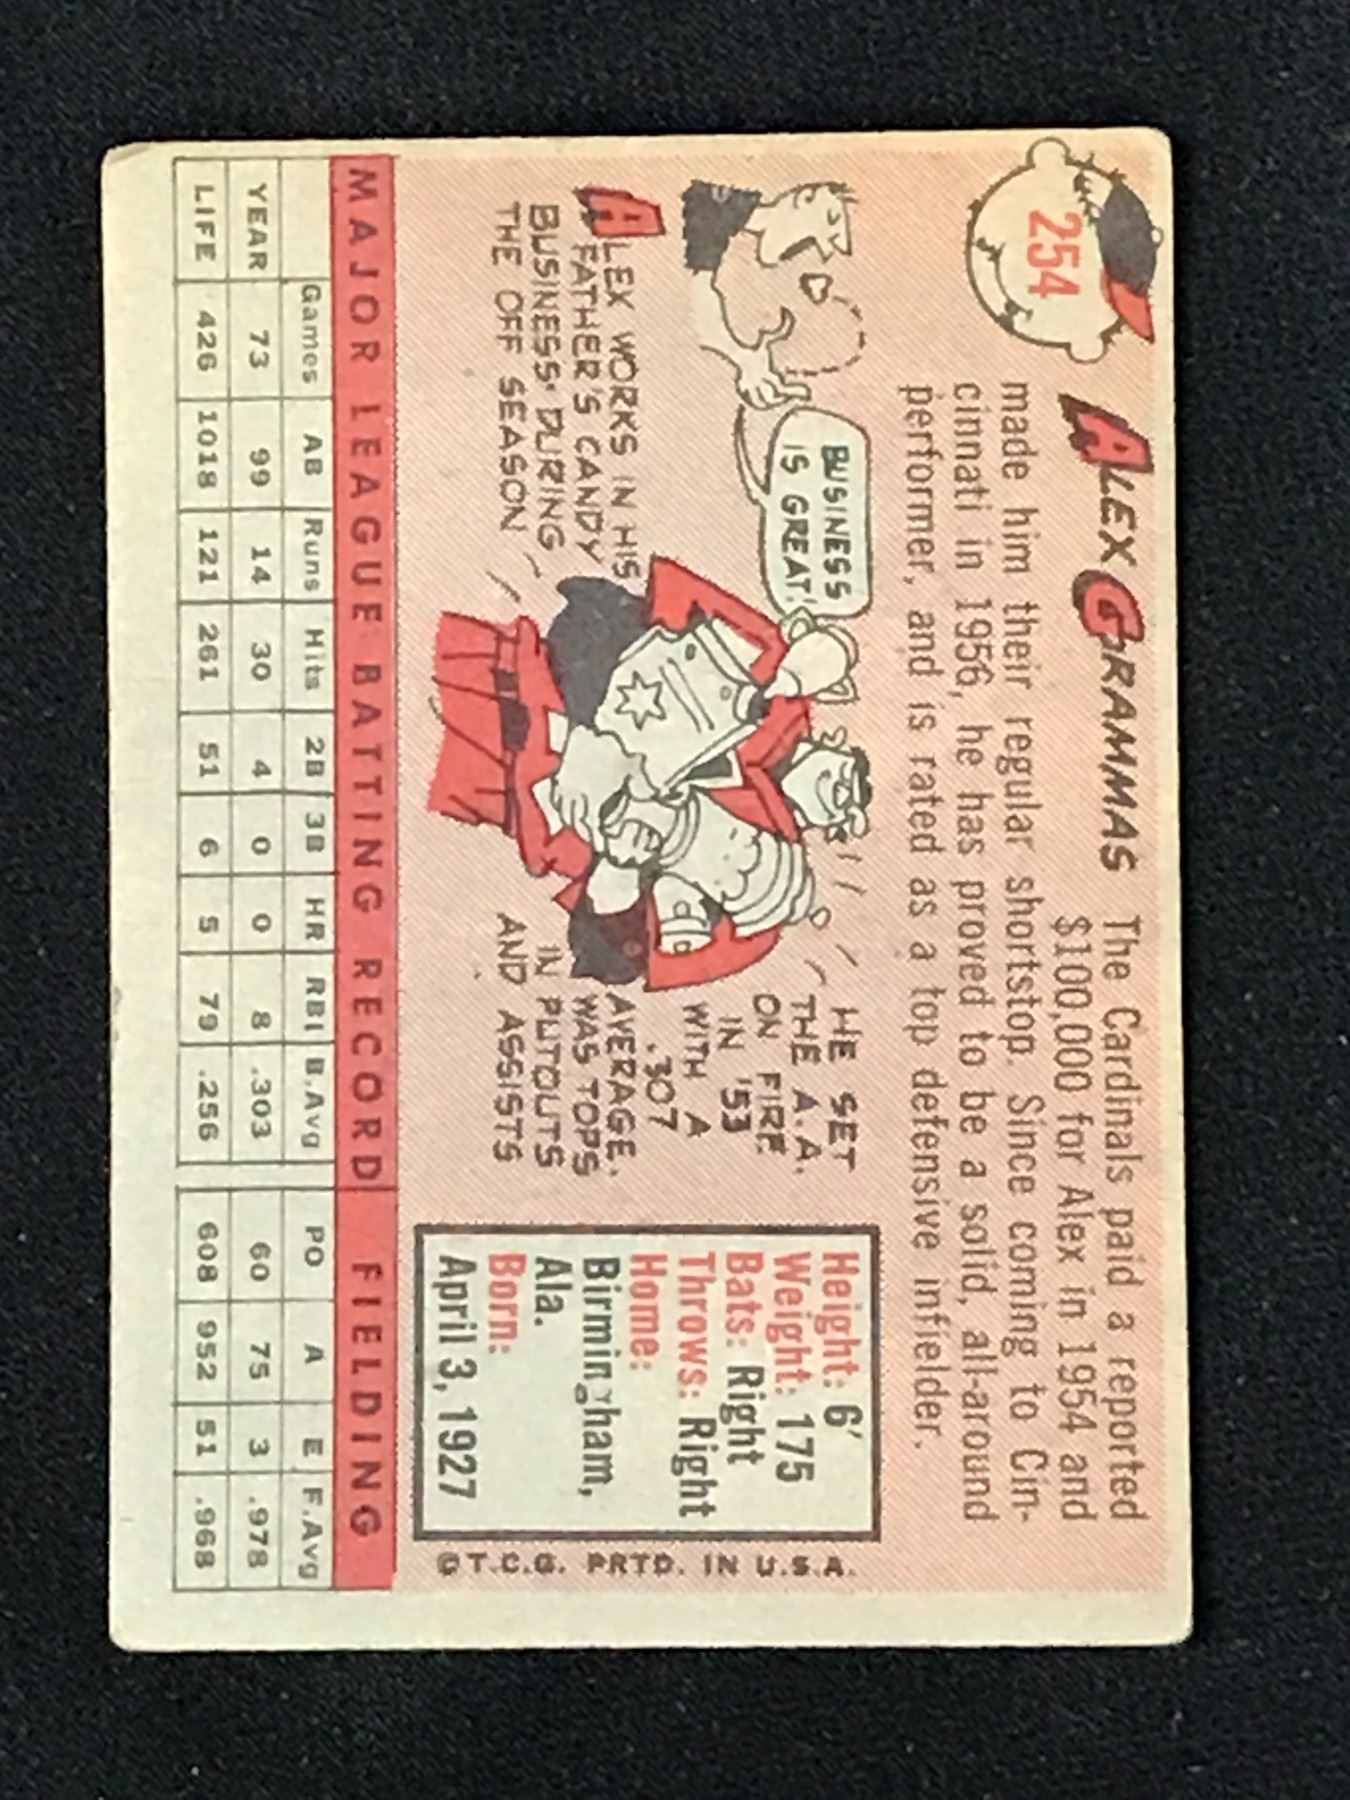 254
ALEX GRAMMAS The Cardinals paid a reported
$100,000 for Alex in 1954 and
made him their regular shortstop. Since coming to Cin-
cinnati in 1956, he has proved to be a solid, all-around
performer, and is rated as a top defensive infielder.
BUSINESS
IS GREAT!
ALEX WORKS IN HIS
FATHER'S CANDY
BUSINESS DURING
THE OFF SEASON
HE SET
THE A.A.
ON FIRE
IN '53
WITH A
.307
AVERAGE.
WAS TOPS
IN PUTOUTS
AND ASSISTS
Height: 6'
Weight: 175
Bats: Right
Throws: Right
Home:
Birmingham,
Ala.
Born:
April 3, 1927
© T.C.G. PRTD. IN U.S.A.
MAJOR LEAGUE BATTING RECORD FIELDING
Games AB Runs Hits 2B 3B HR RBI B.Avg PO A E F.Avg
YEAR 73 99 14 30 4 0 0 8 .303 60 75 3 .978
LIFE 426 1018 121 261 51 6 5 79 .256 608 952 51 .968